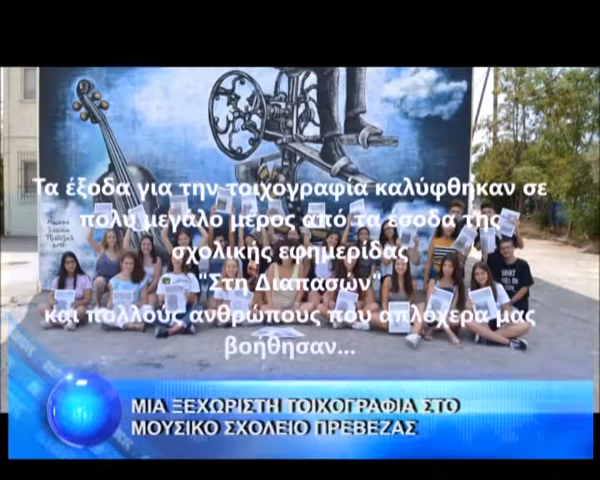 Τα έξοδα για την τοιχογραφία καλύφθηκαν σε
πολύ μεγάλο μέρος από τα έσοδα της
σχολικής εφημερίδας
"Στη Διαπασών"
και πολλούς ανθρώπους που απλόχερα μας
βοήθησαν...
ΜΙΑ ΞΕΧΩΡΙΣΤΗ ΤΟΙΧΟΓΡΑΦΙΑ ΣΤΟ
ΜΟΥΣΙΚΟ ΣΧΟΛΕΙΟ ΠΡΕΒΕΖΑΣ